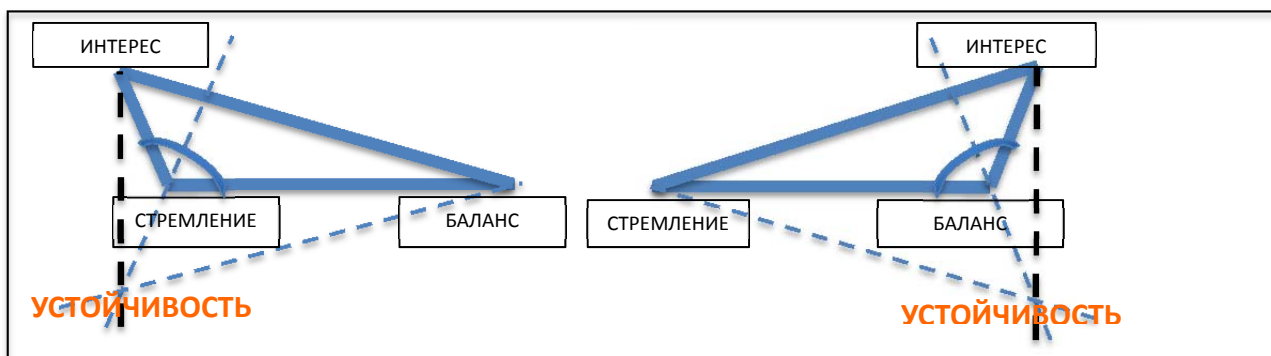 ИНТЕРЕС
ИНТЕРЕС
СТРЕМЛЕНИЕ
БАЛАНС
СТРЕМЛЕНИЕ
БАЛАНС
УСТОЙЧИВОСТЬ
УСТОЙЧИВОСТЬ